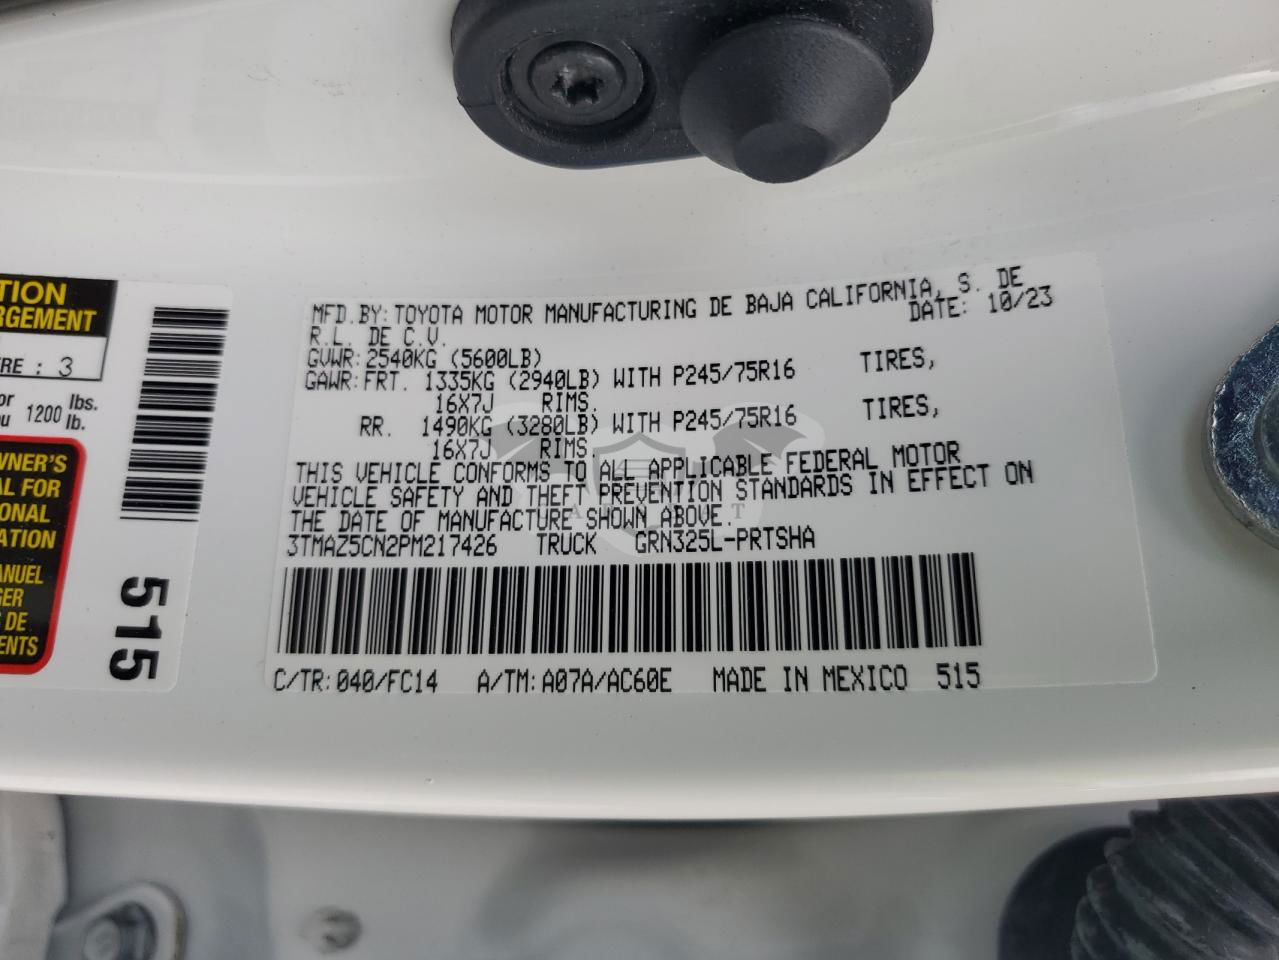 TION
RGEMENT
ERE : 3
or
u 1200 lbs.
lb.
WNER'S
AL FOR
ONAL
ATION
ANUEL
GER
DE
ENTS
515
MFD.BY:TOYOTA MOTOR MANUFACTURING DE BAJA CALIFORNIA, S. DE
R.L. DE C.V. DATE: 10/23
GVWR:2540KG (5600LB)
GAWR:FRT. 1335KG (2940LB) WITH P245/75R16 TIRES,
16X7J RIMS.
RR. 1490KG (3280LB) WITH P245/75R16 TIRES,
16X7J RIMS.
THIS VEHICLE CONFORMS TO ALL APPLICABLE FEDERAL MOTOR
VEHICLE SAFETY AND THEFT PREVENTION STANDARDS IN EFFECT ON
THE DATE OF MANUFACTURE SHOWN ABOVE.
3TMAZ5CN2PM217426 TRUCK GRN325L-PRTSHA
C/TR:040/FC14 A/TM:A07A/AC60E MADE IN MEXICO 515